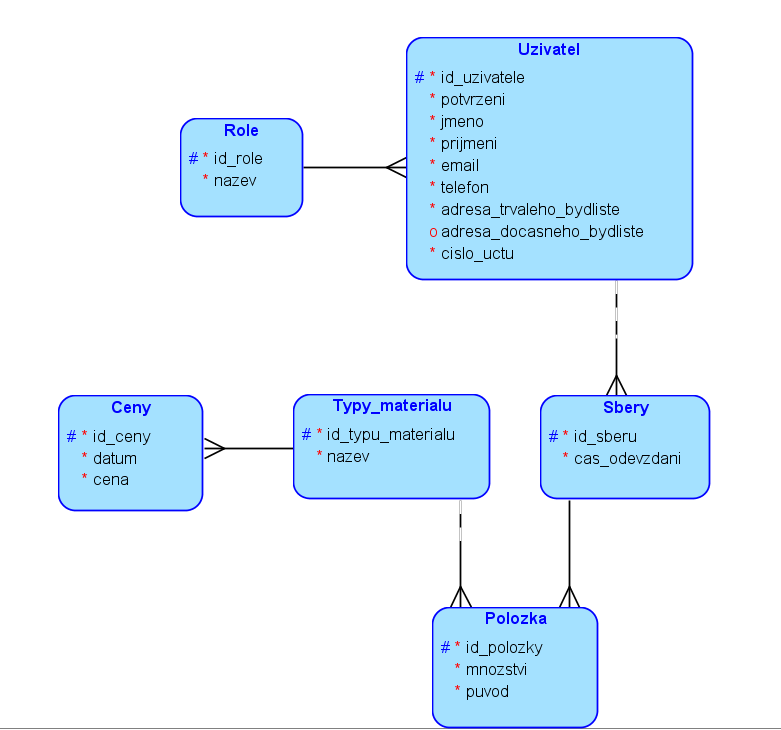 Uzivatel
# * id_uzivatele
* potvrzeni
* jmeno
* prijmeni
* email
* telefon
* adresa_trvaleho_bydliste
o adresa_docasneho_bydliste
* cislo_uctu
Role
# * id_role
* nazev
Ceny
# * id_ceny
* datum
* cena
Typy_materialu
# * id_typu_materialu
* nazev
Sbery
# * id_sberu
* cas_odevzdani
Polozka
# * id_polozky
* mnozstvi
* puvod